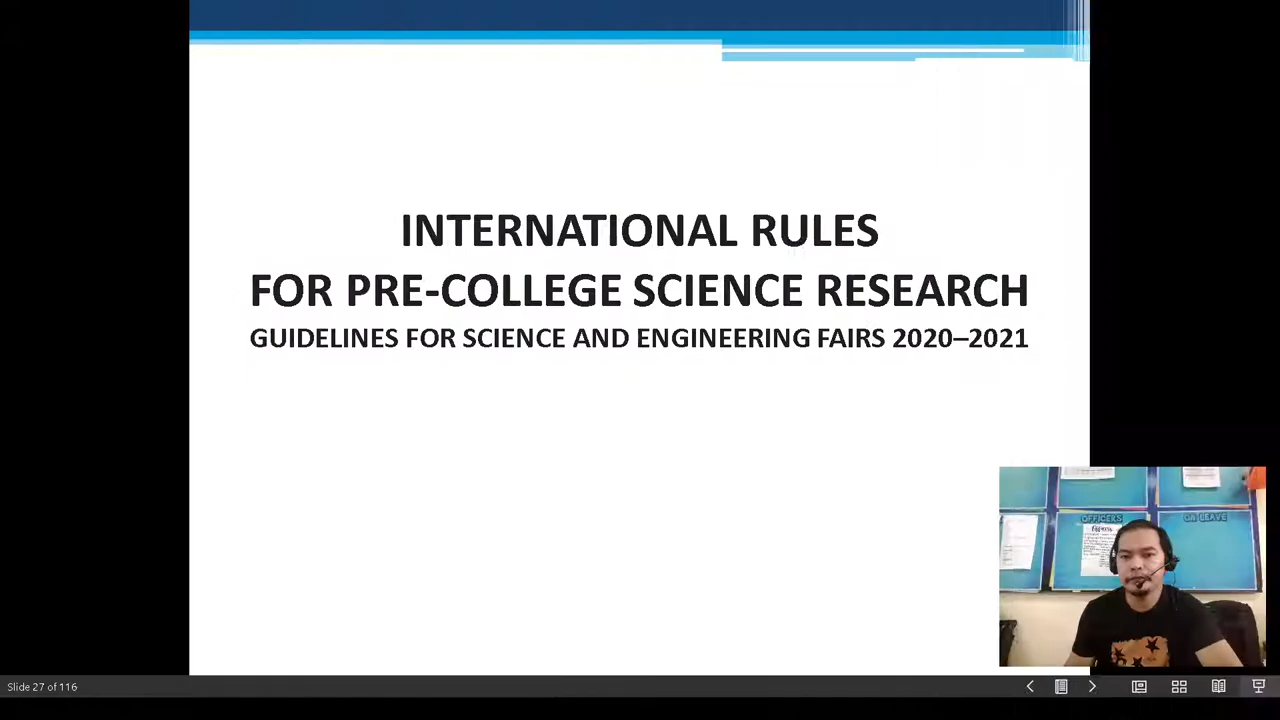 INTERNATIONAL RULES
FOR PRE-COLLEGE SCIENCE RESEARCH
GUIDELINES FOR SCIENCE AND ENGINEERING FAIRS 2020–2021
OFFICERS
ON LEAVE
Slide 27 of 116